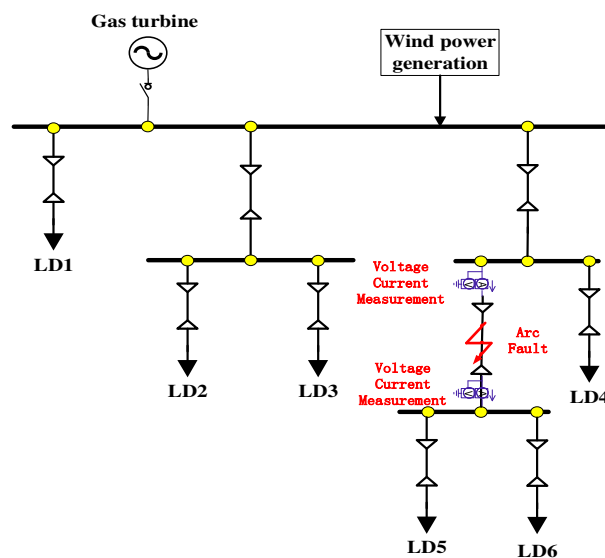 Gas turbine
Wind power
generation
LD1
Voltage
Current
Measurement
Arc
Fault
LD2
LD3
LD4
Voltage
Current
Measurement
LD5
LD6